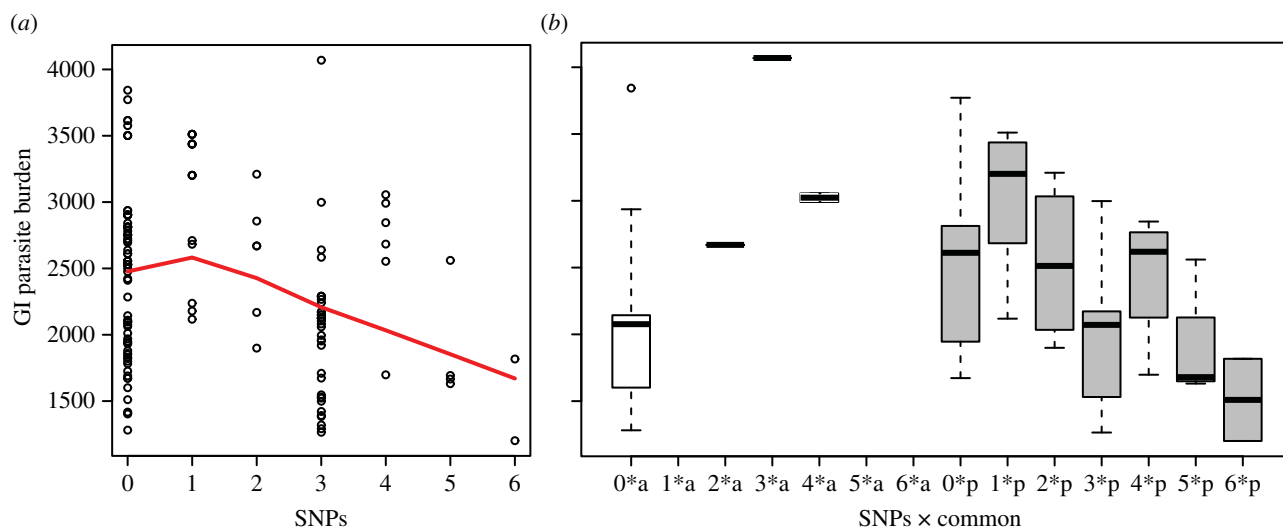 (a)
(b)
GI parasite burden
4000
3500
3000
2500
2000
1500
0 1 2 3 4 5 6
SNPs
0*a 1*a 2*a 3*a 4*a 5*a 6*a 0*p 1*p 2*p 3*p 4*p 5*p 6*p
SNPs × common